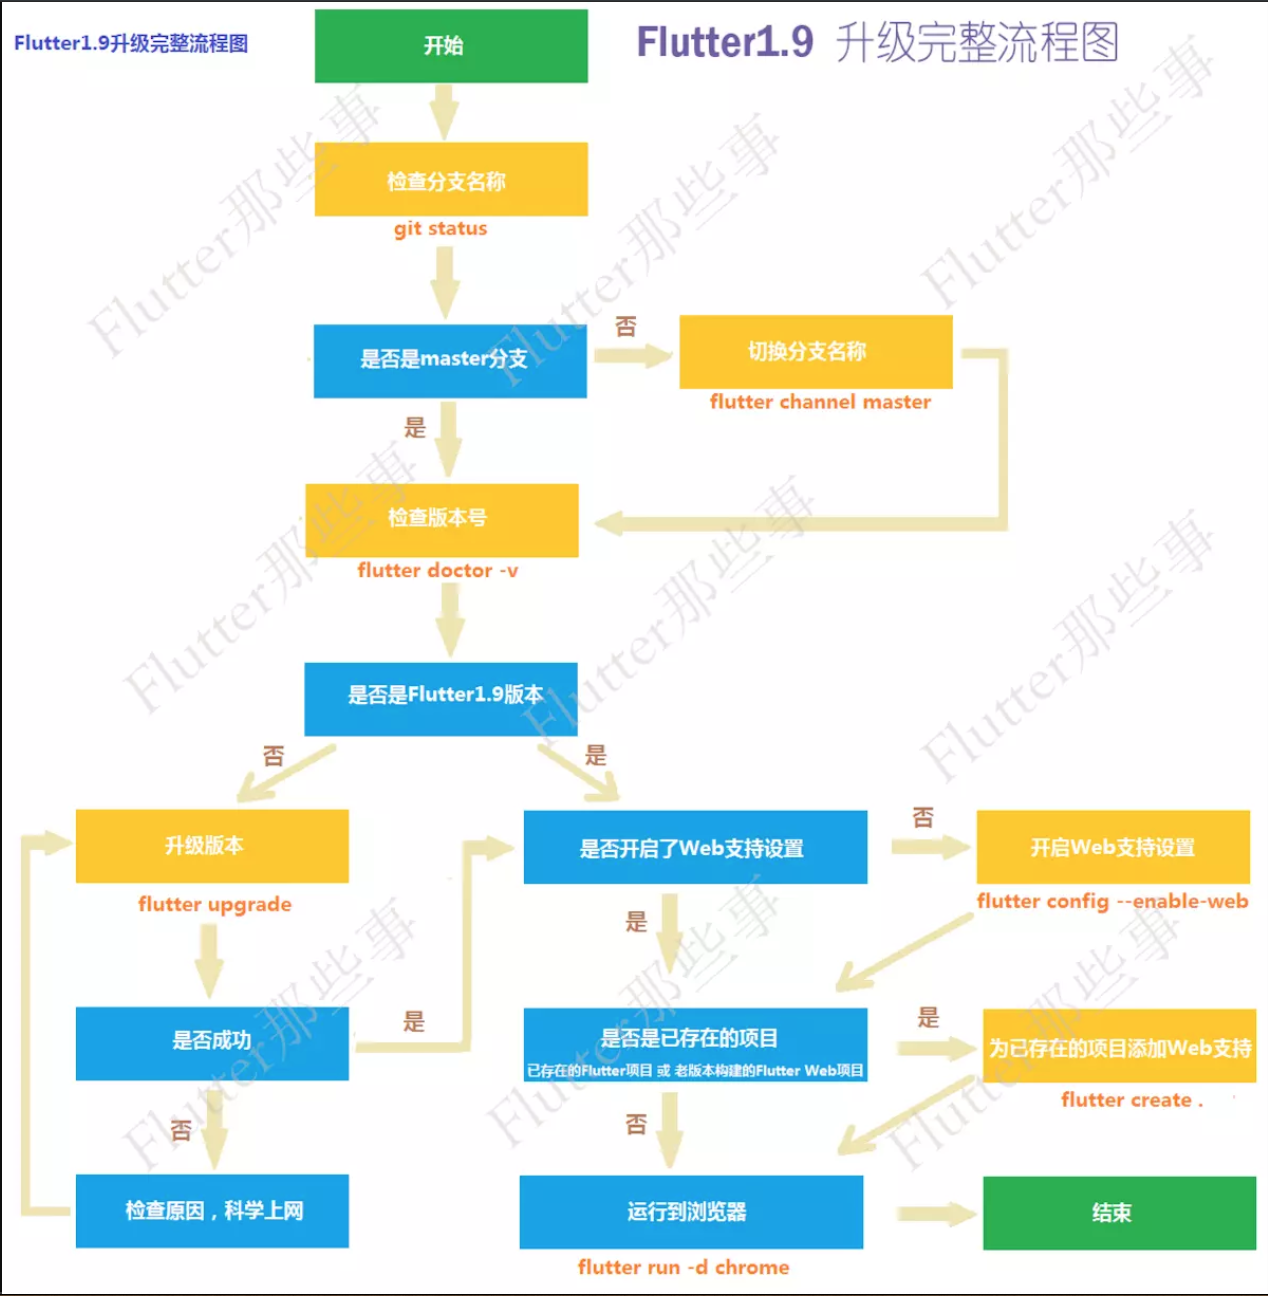 Flutter1.9升级完整流程图
开始
Flutter1.9 升级完整流程图
检查分支名称
git status
是否是master分支
否
切换分支名称
flutter channel master
是
检查版本号
flutter doctor -v
是否是Flutter1.9版本
否
是
升级版本
flutter upgrade
是否开启了Web支持设置
否
开启Web支持设置
flutter config --enable-web
是
是否成功
是
是否是已存在的项目
已存在的Flutter项目 或 老版本构建的Flutter Web项目
是
为已存在的项目添加Web支持
flutter create .
否
否
检查原因，科学上网
运行到浏览器
flutter run -d chrome
结束
Flutter那些事
Flutter那些事
Flutter那些事
Flutter那些事
Flutter那些事
Flutter那些事
Flutter那些事
Flutter那些事
Flutter那些事